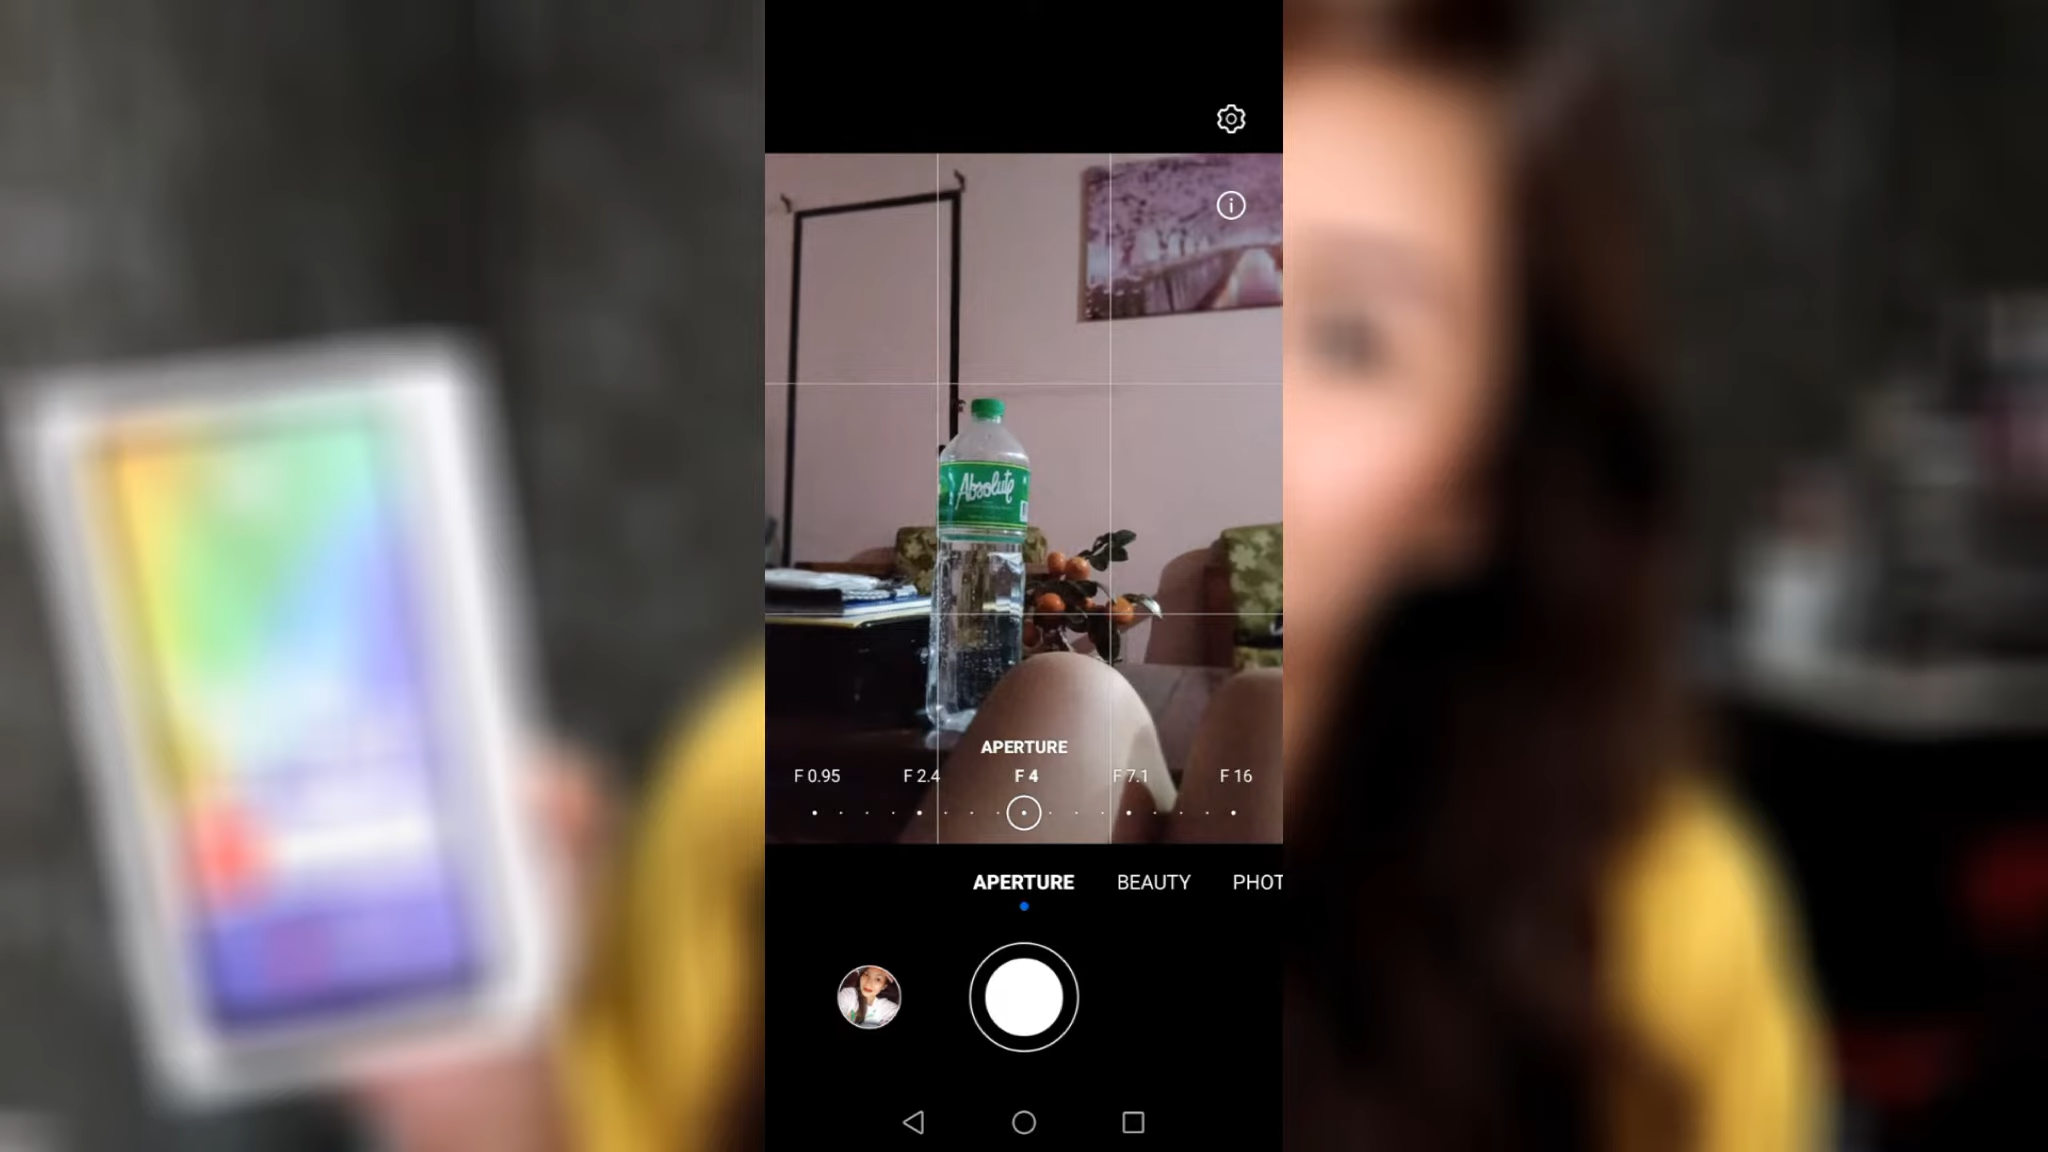 Absolute
APERTURE
F 0.95 F 2.4 F 4 F 7.1 F 16
APERTURE BEAUTY PHOT